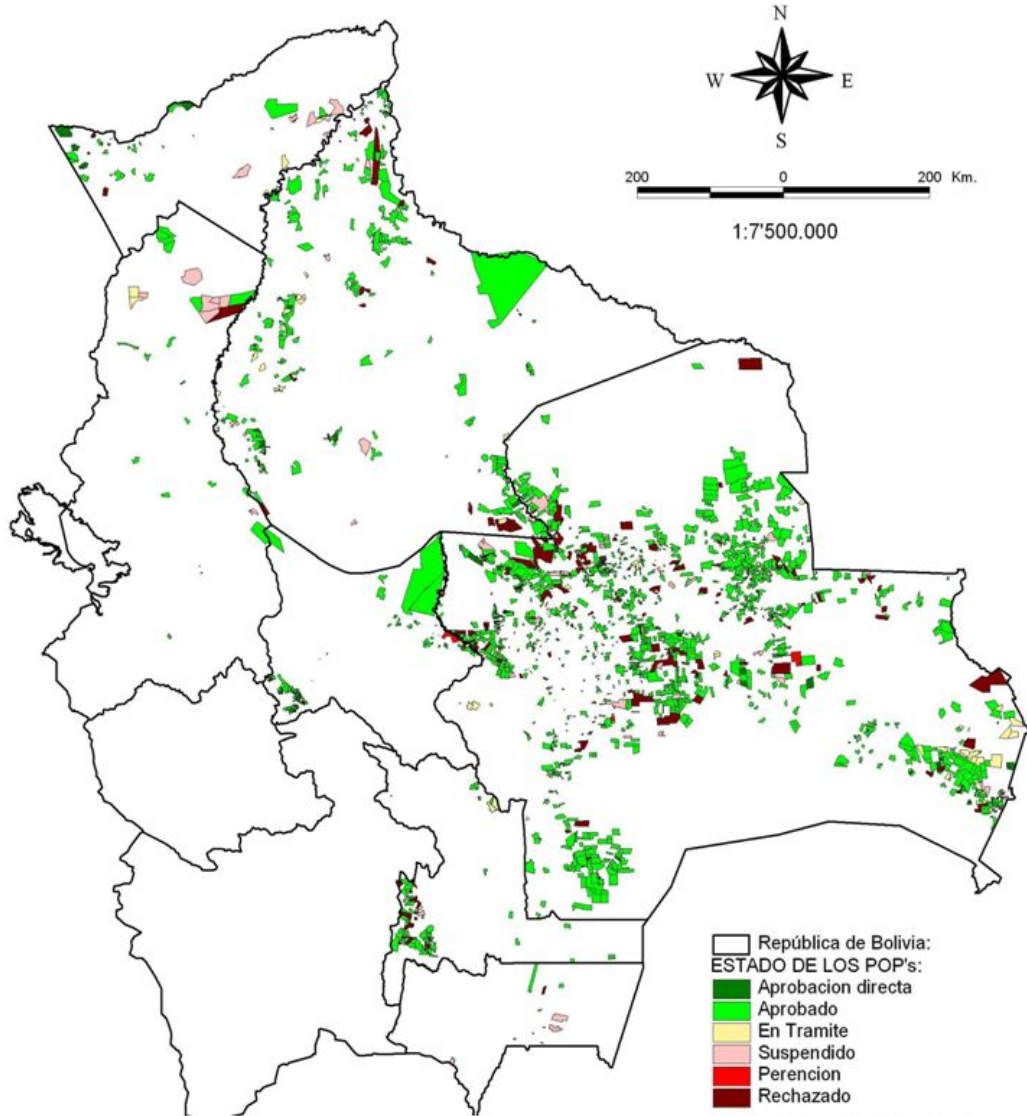 N
W E
S
200 0 200 Km.
1:7'500.000
República de Bolivia:
ESTADO DE LOS POP's:
Aprobacion directa
Aprobado
En Tramite
Suspendido
Perencion
Rechazado